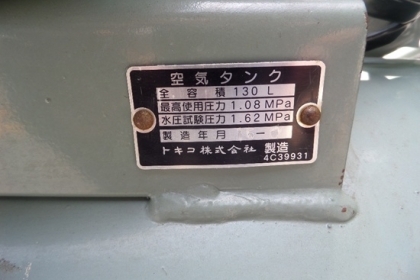 空気タンク
全容積 130 L
最高使用圧力 1.08 MPa
水圧試験圧力 1.62 MPa
製造年月 ー
トキコ株式会社 製造
4C39931